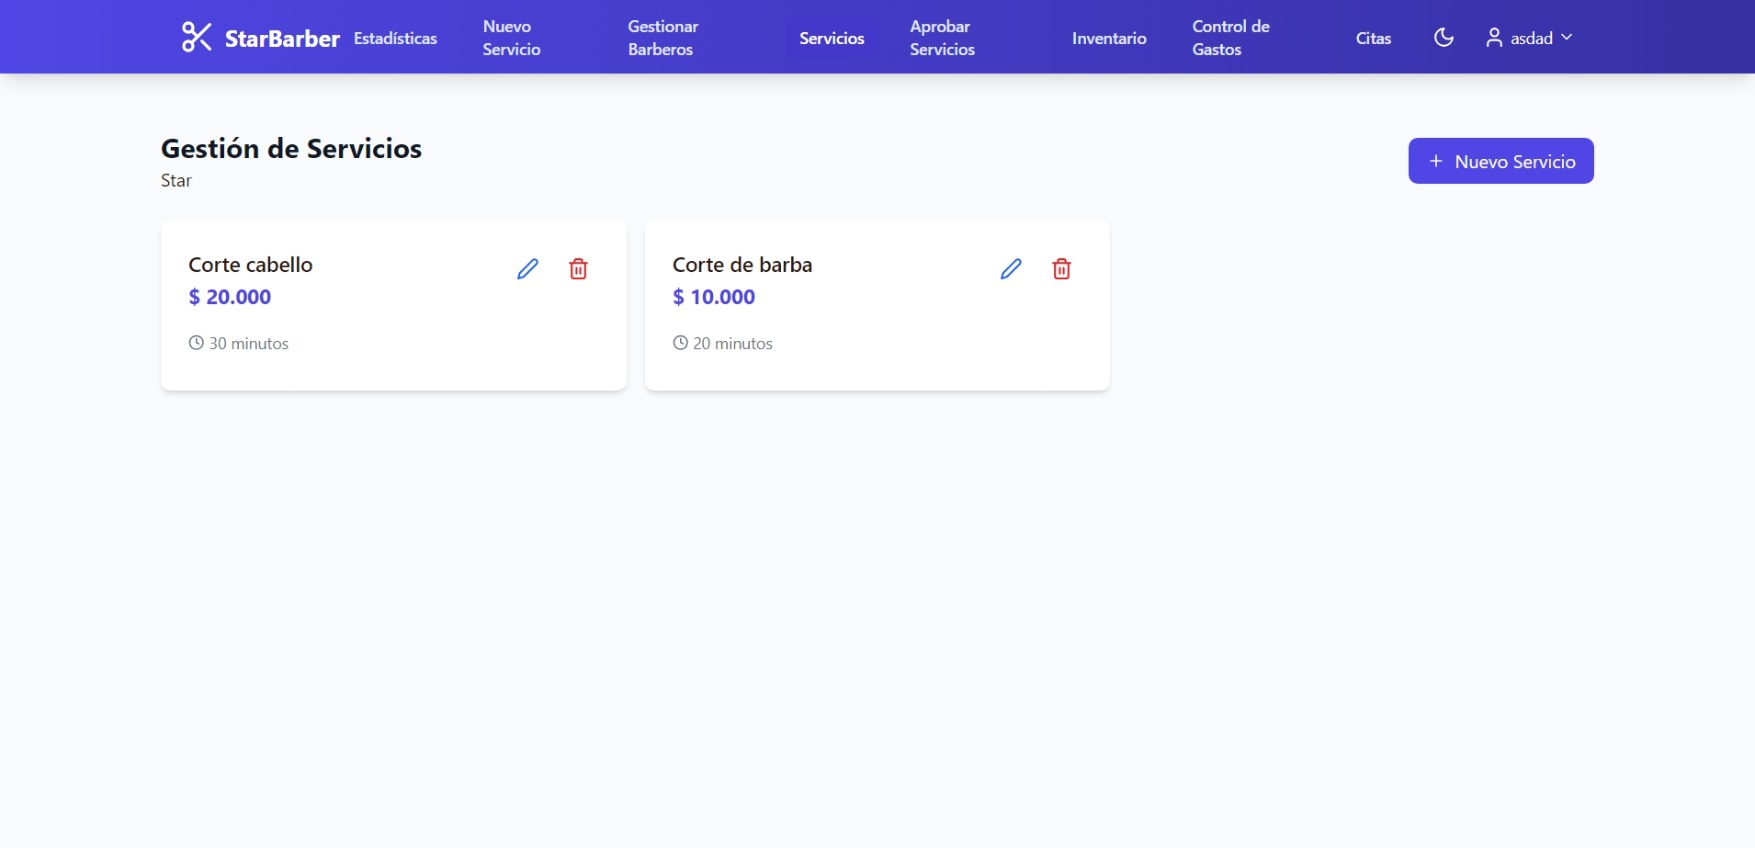 StarBarber
Estadísticas
Nuevo
Servicio
Gestionar
Barberos
Servicios
Aprobar
Servicios
Inventario
Control de
Gastos
Citas
asdad
Gestión de Servicios
Star
+ Nuevo Servicio
Corte cabello
$ 20.000
30 minutos
Corte de barba
$ 10.000
20 minutos